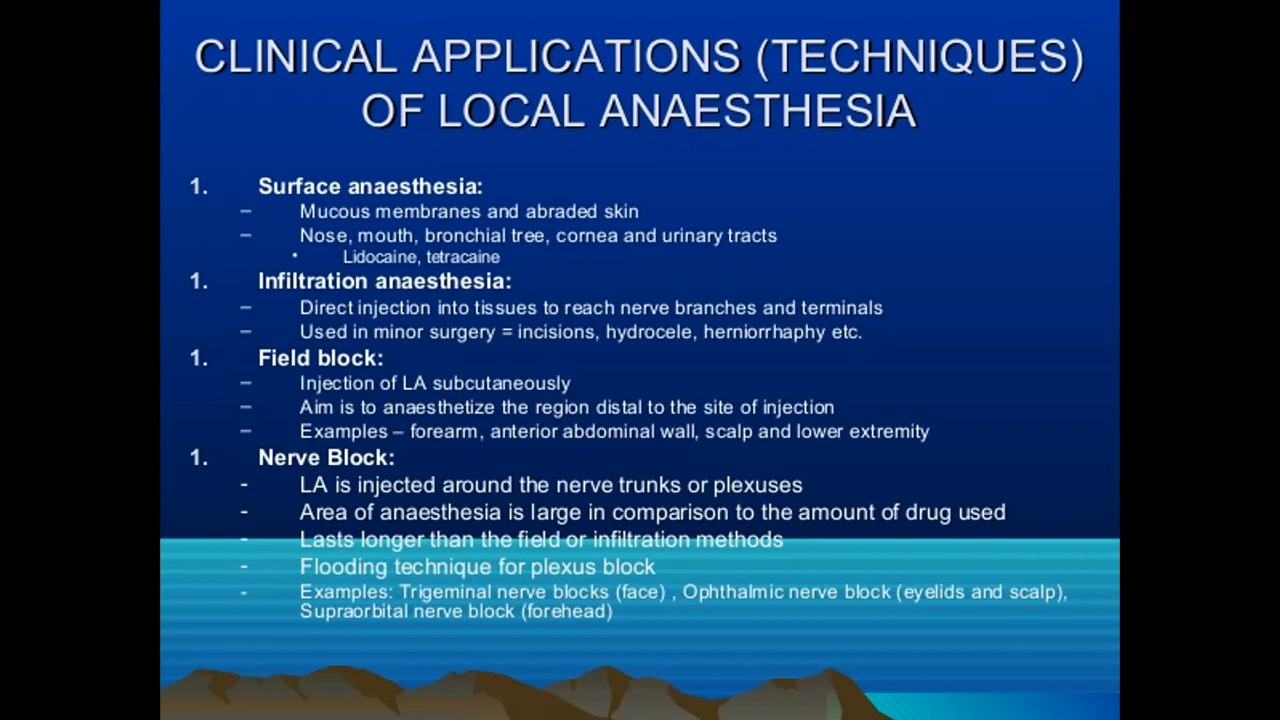 CLINICAL APPLICATIONS (TECHNIQUES)
OF LOCAL ANAESTHESIA
1. Surface anaesthesia:
– Mucous membranes and abraded skin
– Nose, mouth, bronchial tree, cornea and urinary tracts
• Lidocaine, tetracaine
1. Infiltration anaesthesia:
– Direct injection into tissues to reach nerve branches and terminals
– Used in minor surgery = incisions, hydrocele, herniorrhaphy etc.
1. Field block:
– Injection of LA subcutaneously
– Aim is to anaesthetize the region distal to the site of injection
– Examples – forearm, anterior abdominal wall, scalp and lower extremity
1. Nerve Block:
- LA is injected around the nerve trunks or plexuses
- Area of anaesthesia is large in comparison to the amount of drug used
- Lasts longer than the field or infiltration methods
- Flooding technique for plexus block
- Examples: Trigeminal nerve blocks (face) , Ophthalmic nerve block (eyelids and scalp),
Supraorbital nerve block (forehead)